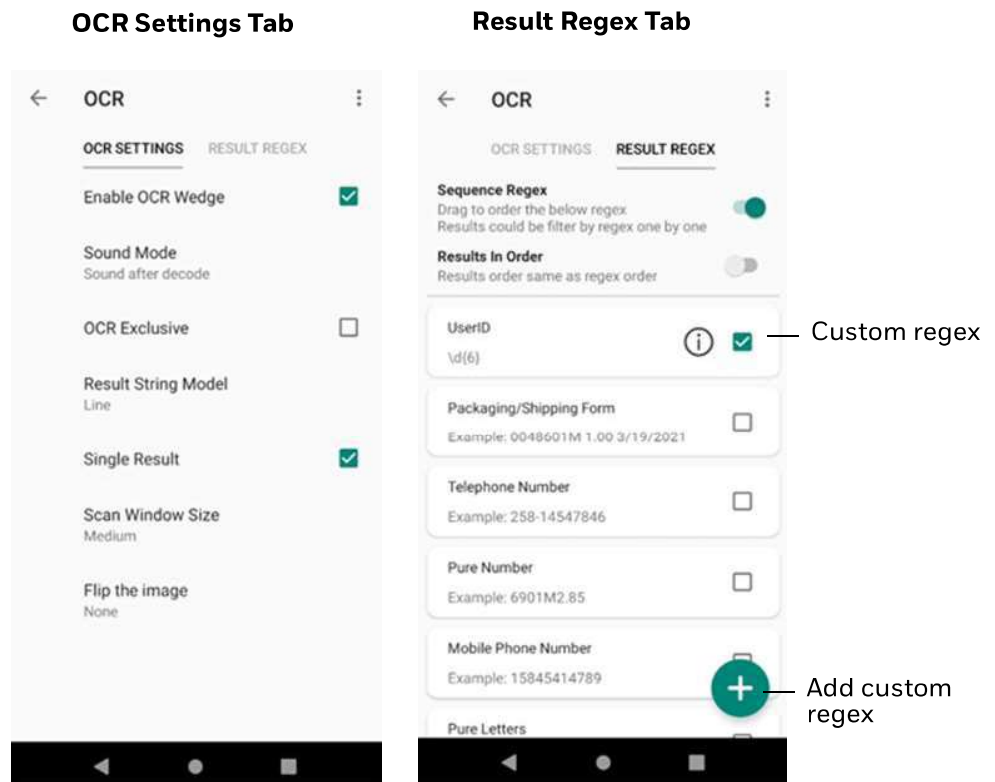 OCR Settings Tab
OCR
OCR SETTINGS
RESULT REGEX
Enable OCR Wedge
Sound Mode
Sound after decode
OCR Exclusive
Result String Model
Line
Single Result
Scan Window Size
Medium
Flip the image
None
Result Regex Tab
OCR
OCR SETTINGS
RESULT REGEX
Sequence Regex
Drag to order the below regex
Results could be filter by regex one by one
Results In Order
Results order same as regex order
UserID
\d{6}
Custom regex
Packaging/Shipping Form
Example: 0048601M 1.00 3/19/2021
Telephone Number
Example: 258-14547846
Pure Number
Example: 6901M2.85
Mobile Phone Number
Example: 15845414789
Add custom
regex
Pure Letters